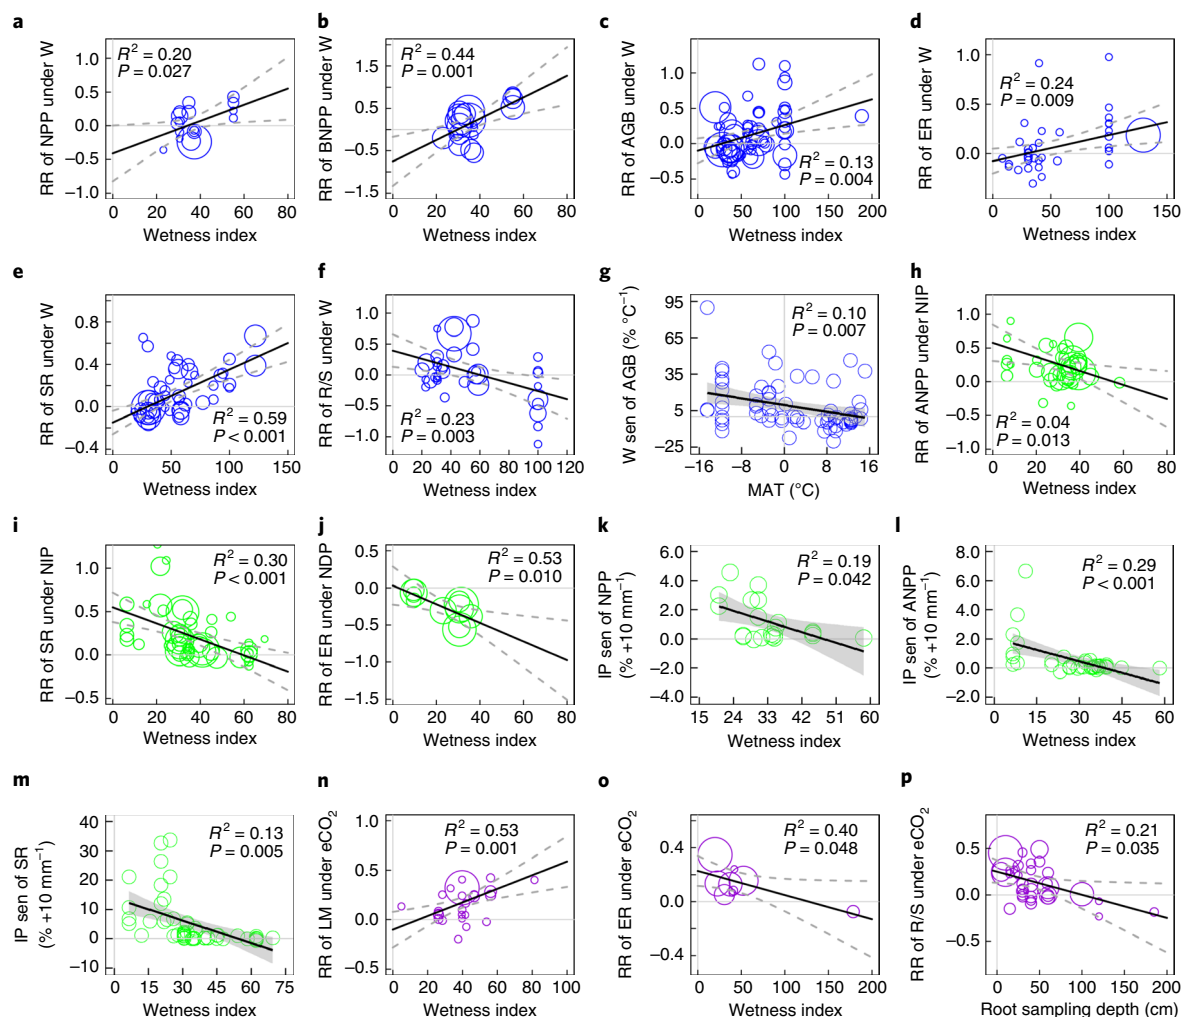 a
RR of NPP under W
R² = 0.20
P = 0.027
1.0
0.5
0
−0.5
−1.0
0 20 40 60 80
Wetness index
b
RR of BNPP under W
R² = 0.44
P = 0.001
1.5
0.5
−0.5
−1.5
0 20 40 60 80
Wetness index
c
RR of AGB under W
1.0
0.5
0
−0.5
R² = 0.13
P = 0.004
0 50 100 150 200
Wetness index
d
RR of ER under W
R² = 0.24
P = 0.009
1.0
0.5
0.0
0 50 100 150
Wetness index
e
RR of SR under W
0.8
0.4
0.0
−0.4
R² = 0.59
P < 0.001
0 50 100 150
Wetness index
f
RR of R/S under W
1.0
0.5
0
−0.5
−1.0
R² = 0.23
P = 0.003
0 20 40 60 80 100 120
Wetness index
g
W sen of AGB (% °C⁻¹)
R² = 0.10
P = 0.007
95
65
35
5
−25
−16 −8 0 8 16
MAT (°C)
h
RR of ANPP under NIP
1.0
0.5
0
−0.5
−1.0
R² = 0.04
P = 0.013
0 20 40 60 80
Wetness index
i
RR of SR under NIP
R² = 0.30
P < 0.001
1.0
0.5
0.0
−0.5
0 20 40 60 80
Wetness index
j
RR of ER under NDP
R² = 0.53
P = 0.010
0.5
−0.0
−0.5
−1.0
−1.5
0 20 40 60 80
Wetness index
k
IP sen of NPP
(% +10 mm⁻¹)
R² = 0.19
P = 0.042
6.0
4.0
2.0
0
−2.0
−4.0
15 24 33 42 51 60
Wetness index
l
IP sen of ANPP
(% +10 mm⁻¹)
R² = 0.29
P < 0.001
8.0
6.0
4.0
2.0
0
−2.0
0 15 30 45 60
Wetness index
m
IP sen of SR
(% +10 mm⁻¹)
R² = 0.13
P = 0.005
40
30
20
10
0
−10
0 15 30 45 60 75
Wetness index
n
RR of LM under eCO₂
R² = 0.53
P = 0.001
1.0
0.5
0.0
−0.5
0 20 40 60 80 100
Wetness index
o
RR of ER under eCO₂
R² = 0.40
P = 0.048
0.4
0.0
−0.4
0 50 100 150 200
Wetness index
p
RR of R/S under eCO₂
R² = 0.21
P = 0.035
0.5
0.0
−0.5
0 50 100 150 200
Root sampling depth (cm)